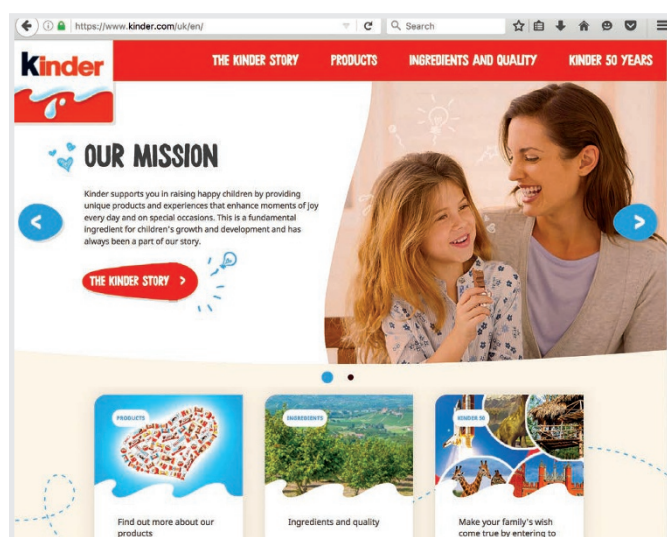 https://www.kinder.com/uk/en/
Search
Kinder
THE KINDER STORY
PRODUCTS
INGREDIENTS AND QUALITY
KINDER 50 YEARS
OUR MISSION
Kinder supports you in raising happy children by providing
unique products and experiences that enhance moments of joy
every day and on special occasions. This is a fundamental
ingredient for children's growth and development and has
always been a part of our story.
THE KINDER STORY >
PRODUCTS
Find out more about our
products
INGREDIENTS
Ingredients and quality
KINDER 50
Make your family's wish
come true by entering to